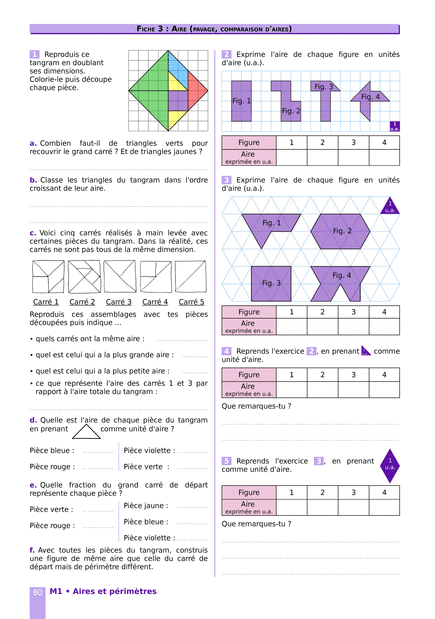 Fiche 3 : Aire (pavage, comparaison d'aires)
1 Reproduis ce
tangram en doublant
ses dimensions.
Colorie-le puis découpe
chaque pièce.
a. Combien faut-il de triangles verts pour
recouvrir le grand carré ? Et de triangles jaunes ?
b. Classe les triangles du tangram dans l'ordre
croissant de leur aire.
c. Voici cinq carrés réalisés à main levée avec
certaines pièces du tangram. Dans la réalité, ces
carrés ne sont pas tous de la même dimension.
Carré 1 Carré 2 Carré 3 Carré 4 Carré 5
Reproduis ces assemblages avec tes pièces
découpées puis indique ...
• quels carrés ont la même aire :
• quel est celui qui a la plus grande aire :
• quel est celui qui a la plus petite aire :
• ce que représente l'aire des carrés 1 et 3 par
rapport à l'aire totale du tangram :
d. Quelle est l'aire de chaque pièce du tangram
en prenant comme unité d'aire ?
Pièce bleue : Pièce violette :
Pièce rouge : Pièce verte :
e. Quelle fraction du grand carré de départ
représente chaque pièce ?
Pièce verte : Pièce jaune :
Pièce rouge : Pièce bleue :
Pièce violette :
f. Avec toutes les pièces du tangram, construis
une figure de même aire que celle du carré de
départ mais de périmètre différent.
2 Exprime l'aire de chaque figure en unités
d'aire (u.a.).
Fig. 1
Fig. 2
Fig. 3
Fig. 4
1
u.a.
Figure 1 2 3 4
Aire
exprimée en u.a.
3 Exprime l'aire de chaque figure en unités
d'aire (u.a.).
1
u.a.
Fig. 1
Fig. 2
Fig. 3
Fig. 4
Figure 1 2 3 4
Aire
exprimée en u.a.
4 Reprends l'exercice 2, en prenant comme
unité d'aire.
Figure 1 2 3 4
Aire
exprimée en u.a.
Que remarques-tu ?
5 Reprends l'exercice 3, en prenant
comme unité d'aire.
1
u.a.
Figure 1 2 3 4
Aire
exprimée en u.a.
Que remarques-tu ?
80 M1 • Aires et périmètres